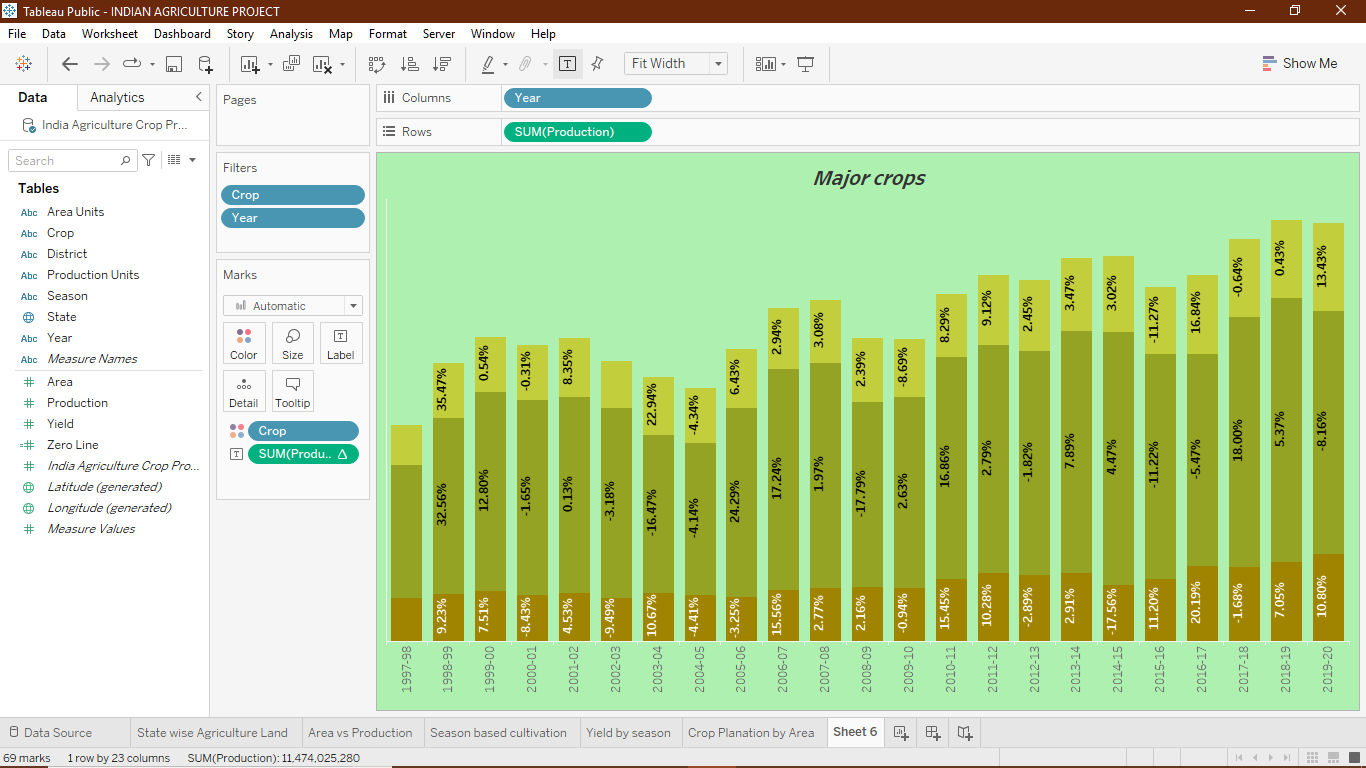 Tableau Public - INDIAN AGRICULTURE PROJECT
File Data Worksheet Dashboard Story Analysis Map Format Server Window Help
Fit Width
Show Me
Data Analytics
India Agriculture Crop Pr...
Search
Tables
Abc Area Units
Abc Crop
Abc District
Abc Production Units
Abc Season
State
Abc Year
Abc Measure Names
Area
Production
Yield
Zero Line
India Agriculture Crop Pro...
Latitude (generated)
Longitude (generated)
Measure Values
Pages
Filters
Crop
Year
Marks
Automatic
Color Size Label
Detail Tooltip
Crop
SUM(Produ.. Δ
Columns Year
Rows SUM(Production)
Major crops
35.47% 0.54% -0.31% 8.35% 22.94% -4.34% 6.43% 2.94% 3.08% 2.39% -8.69% 8.29% 9.12% 2.45% 3.47% 3.02% -11.27% 16.84% -0.64% 0.43% 13.43%
32.56% 12.80% -1.65% 0.13% -3.18% -16.47% -4.14% 24.29% 17.24% 1.97% -17.79% 2.63% 16.86% 2.79% -1.82% 7.89% 4.47% -11.22% -5.47% 18.00% 5.37% -8.16%
9.23% 7.51% -8.43% 4.53% -9.49% 10.67% -4.41% -3.25% 15.56% 2.77% 2.16% -0.94% 15.45% 10.28% -2.89% 2.91% -17.56% 11.20% 20.19% -1.68% 7.05% 10.80%
1997-98 1998-99 1999-00 2000-01 2001-02 2002-03 2003-04 2004-05 2005-06 2006-07 2007-08 2008-09 2009-10 2010-11 2011-12 2012-13 2013-14 2014-15 2015-16 2016-17 2017-18 2018-19 2019-20
Data Source State wise Agriculture Land Area vs Production Season based cultivation Yield by season Crop Planation by Area Sheet 6
69 marks 1 row by 23 columns SUM(Production): 11,474,025,280